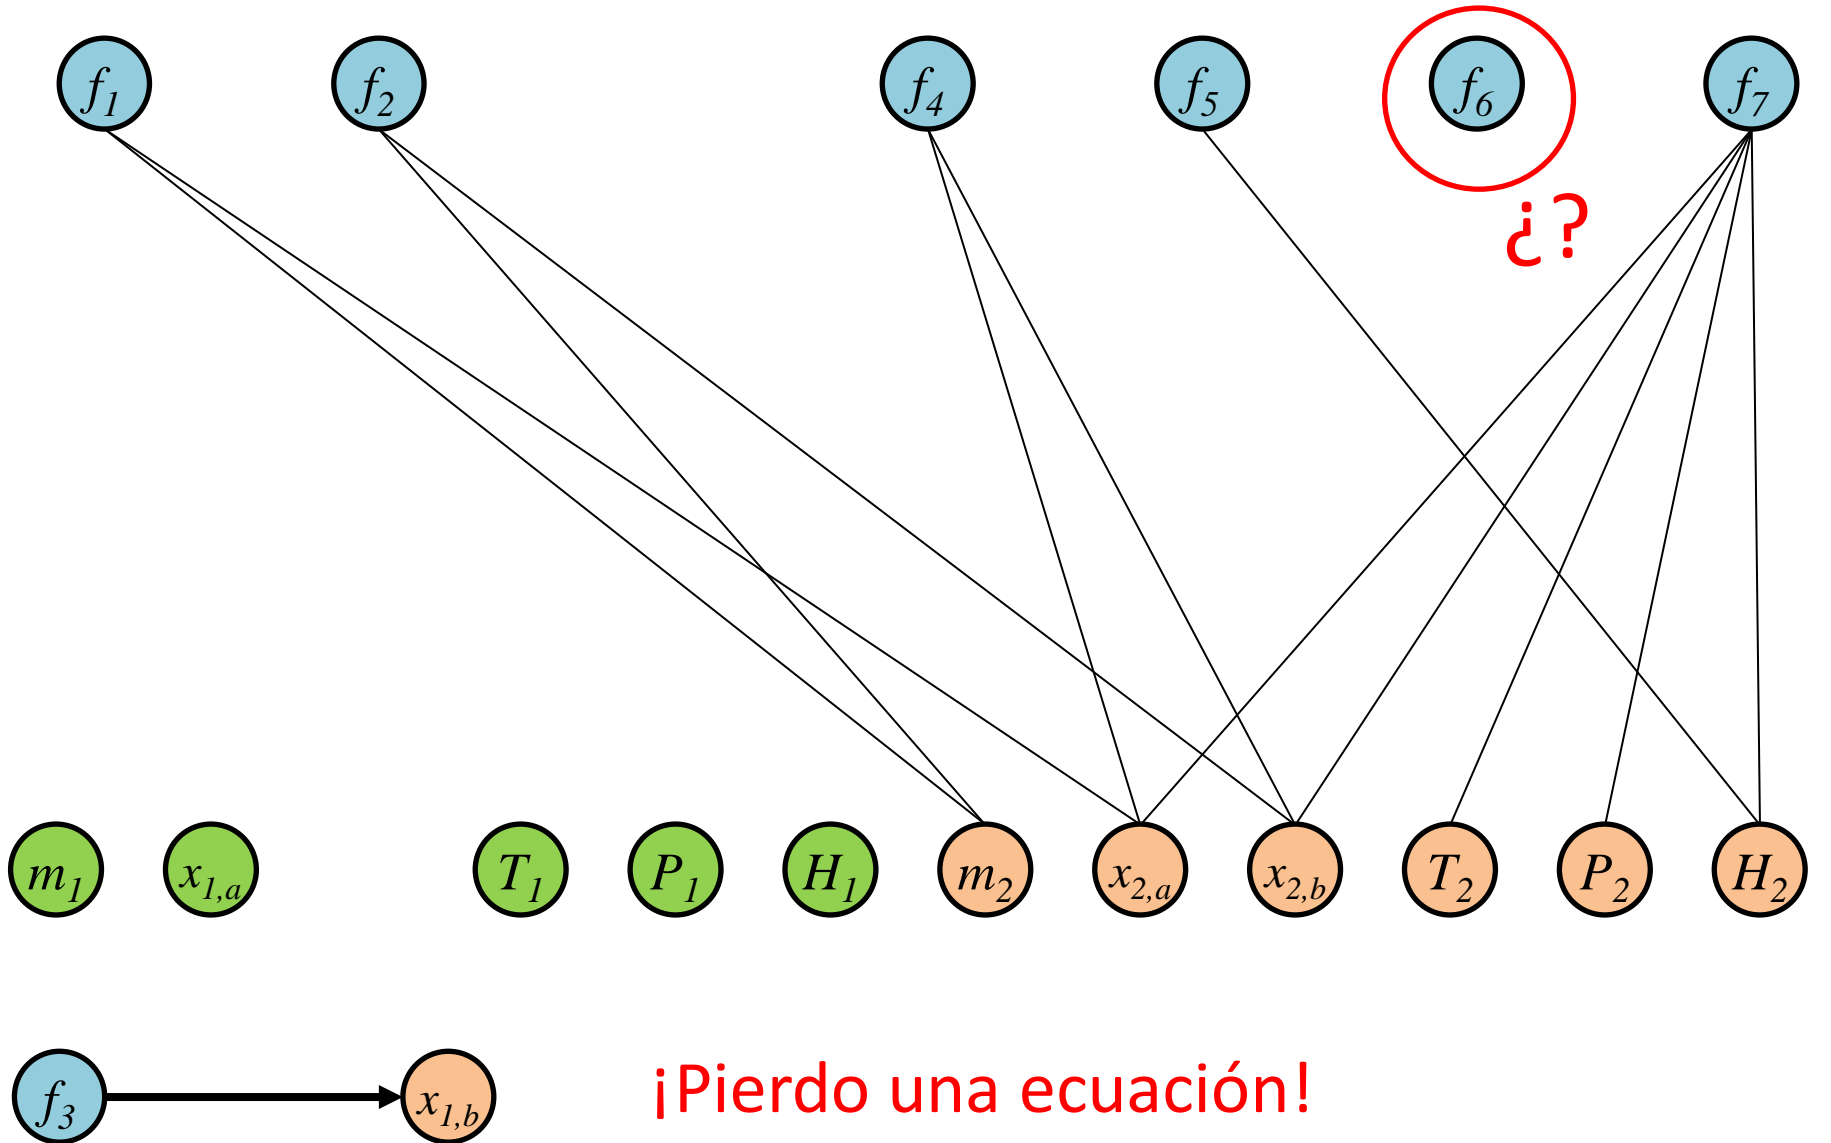 f1 f2 f4 f5 f6 f7
¿?
m1 x1,a T1 P1 H1 m2 x2,a x2,b T2 P2 H2
f3 x1,b ¡Pierdo una ecuación!